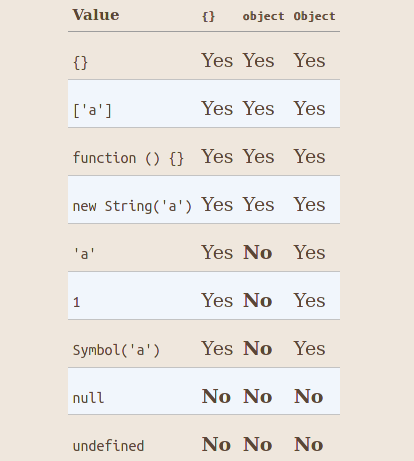 Value {} object Object
{} Yes Yes Yes
['a'] Yes Yes Yes
function () {} Yes Yes Yes
new String('a') Yes Yes Yes
'a' Yes No Yes
1 Yes No Yes
Symbol('a') Yes No Yes
null No No No
undefined No No No